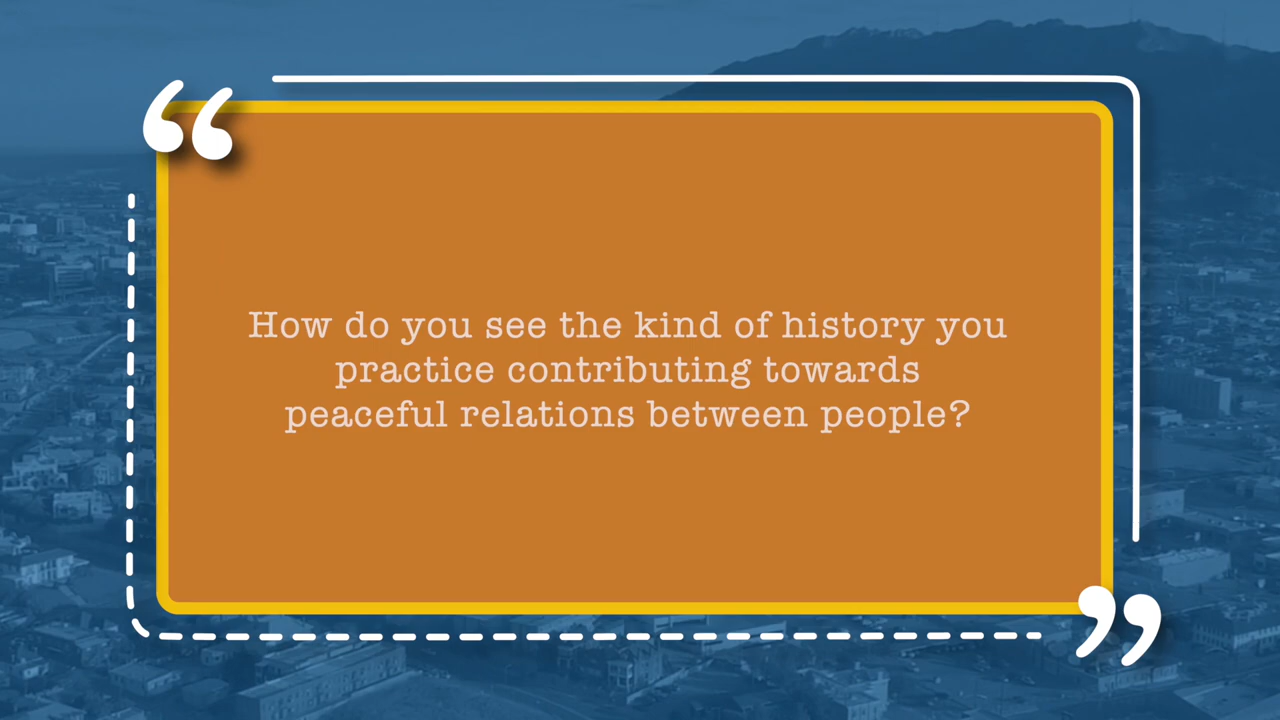 How do you see the kind of history you
practice contributing towards
peaceful relations between people?